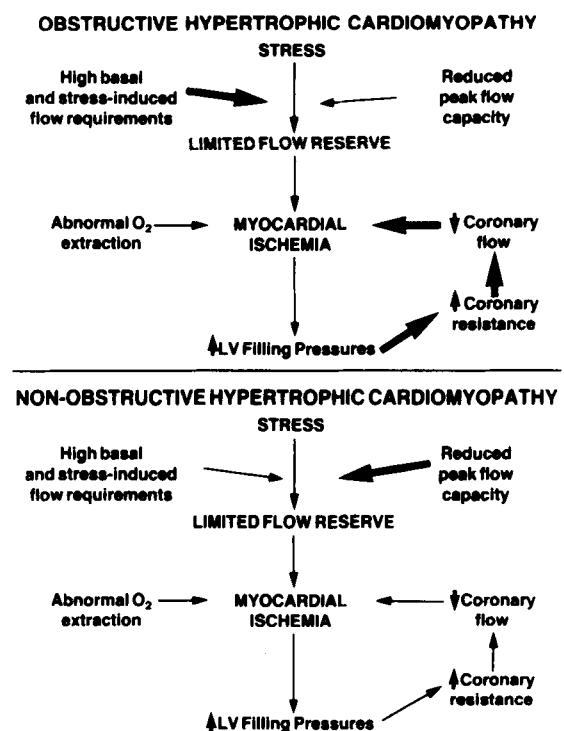 OBSTRUCTIVE HYPERTROPHIC CARDIOMYOPATHY
STRESS
High basal
and stress-induced
flow requirements
Reduced
peak flow
capacity
LIMITED FLOW RESERVE
Abnormal O₂
extraction
MYOCARDIAL
ISCHEMIA
Coronary
flow
Coronary
resistance
LV Filling Pressures
NON-OBSTRUCTIVE HYPERTROPHIC CARDIOMYOPATHY
STRESS
High basal
and stress-induced
flow requirements
Reduced
peak flow
capacity
LIMITED FLOW RESERVE
Abnormal O₂
extraction
MYOCARDIAL
ISCHEMIA
Coronary
flow
Coronary
resistance
LV Filling Pressures